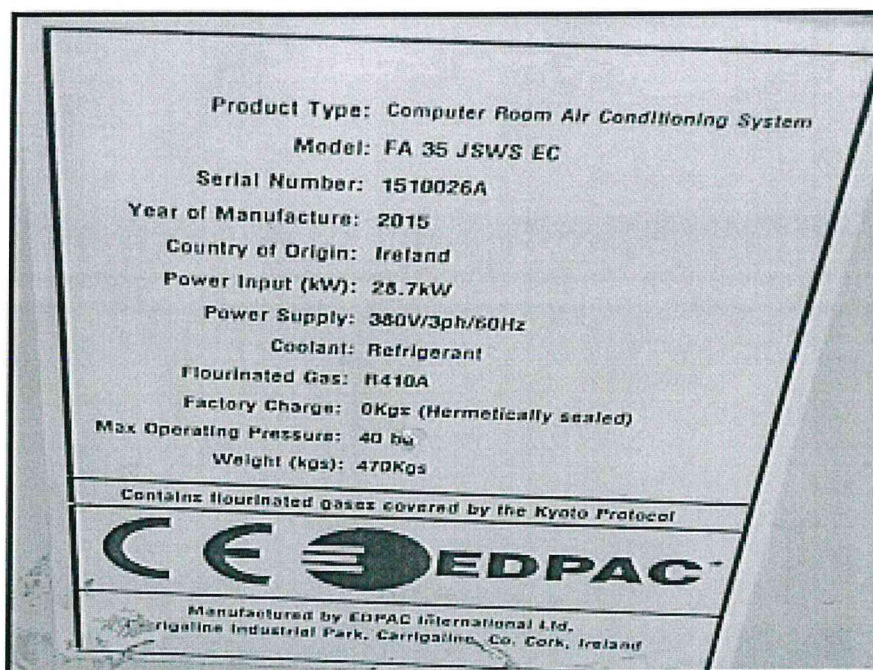 Product Type: Computer Room Air Conditioning System
Model: FA 35 JSWS EC
Serial Number: 1510026A
Year of Manufacture: 2015
Country of Origin: Ireland
Power Input (kW): 28.7kW
Power Supply: 380V/3ph/60Hz
Coolant: Refrigerant
Flourinated Gas: R410A
Factory Charge: 0Kgs (Hermetically sealed)
Max Operating Pressure: 40 ba
Weight (kgs): 470Kgs
Contains flourinated gases covered by the Kyoto Protocol
CE EDPAC
Manufactured by EDPAC International Ltd,
Carrigaline Industrial Park, Carrigaline, Co. Cork, Ireland